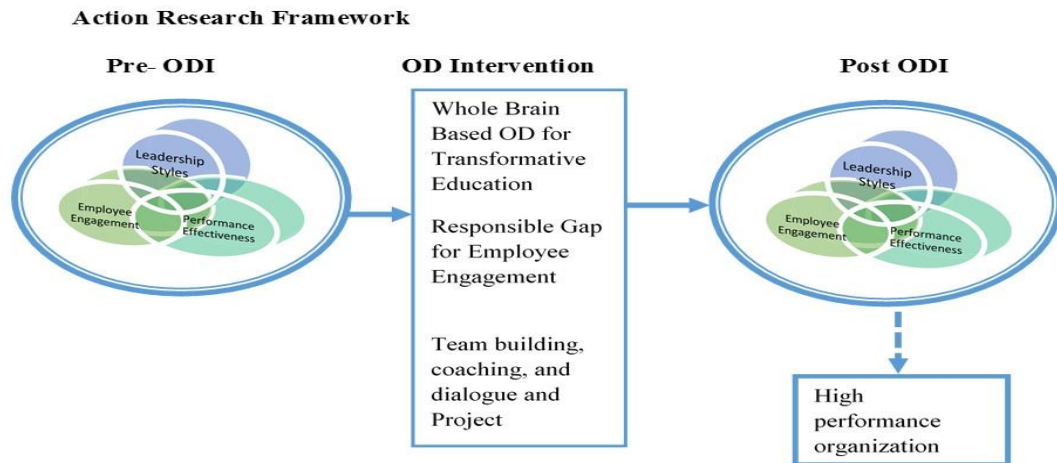 Action Research Framework
Pre- ODI
OD Intervention
Post ODI
Leadership
Styles
Employee
Engagement
Performance
Effectiveness
Whole Brain
Based OD for
Transformative
Education
Responsible Gap
for Employee
Engagement
Team building,
coaching, and
dialogue and
Project
Leadership
Styles
Employee
Engagement
Performance
Effectiveness
High
performance
organization